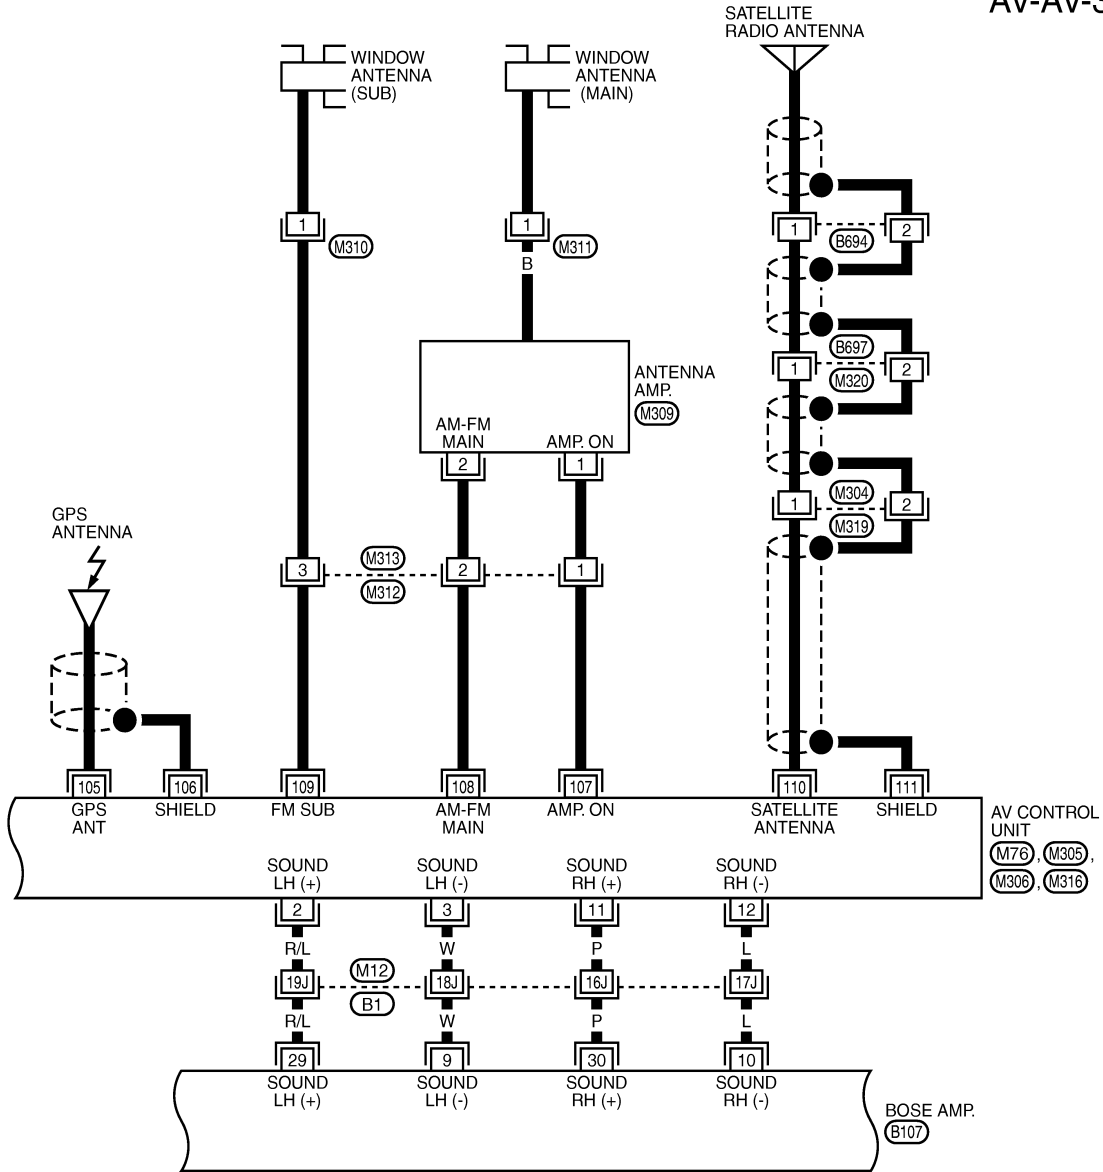 AV-AV-3
SATELLITE
RADIO ANTENNA
WINDOW
ANTENNA
(SUB)
WINDOW
ANTENNA
(MAIN)
1
M310
1
M311
B
1
B694
2
ANTENNA
AMP.
M309
AM-FM
MAIN
AMP. ON
2
1
B697
1
M320
2
M304
1
M319
2
GPS
ANTENNA
3
M313
M312
2
1
105
106
109
108
107
110
111
GPS
ANT
SHIELD
FM SUB
AM-FM
MAIN
AMP. ON
SATELLITE
ANTENNA
SHIELD
AV CONTROL
UNIT
M76 , M305 ,
M306 , M316
SOUND
LH (+)
SOUND
LH (-)
SOUND
RH (+)
SOUND
RH (-)
2
3
11
12
R/L
W
P
L
19J
M12
B1
18J
16J
17J
R/L
W
P
L
29
9
30
10
SOUND
LH (+)
SOUND
LH (-)
SOUND
RH (+)
SOUND
RH (-)
BOSE AMP.
B107